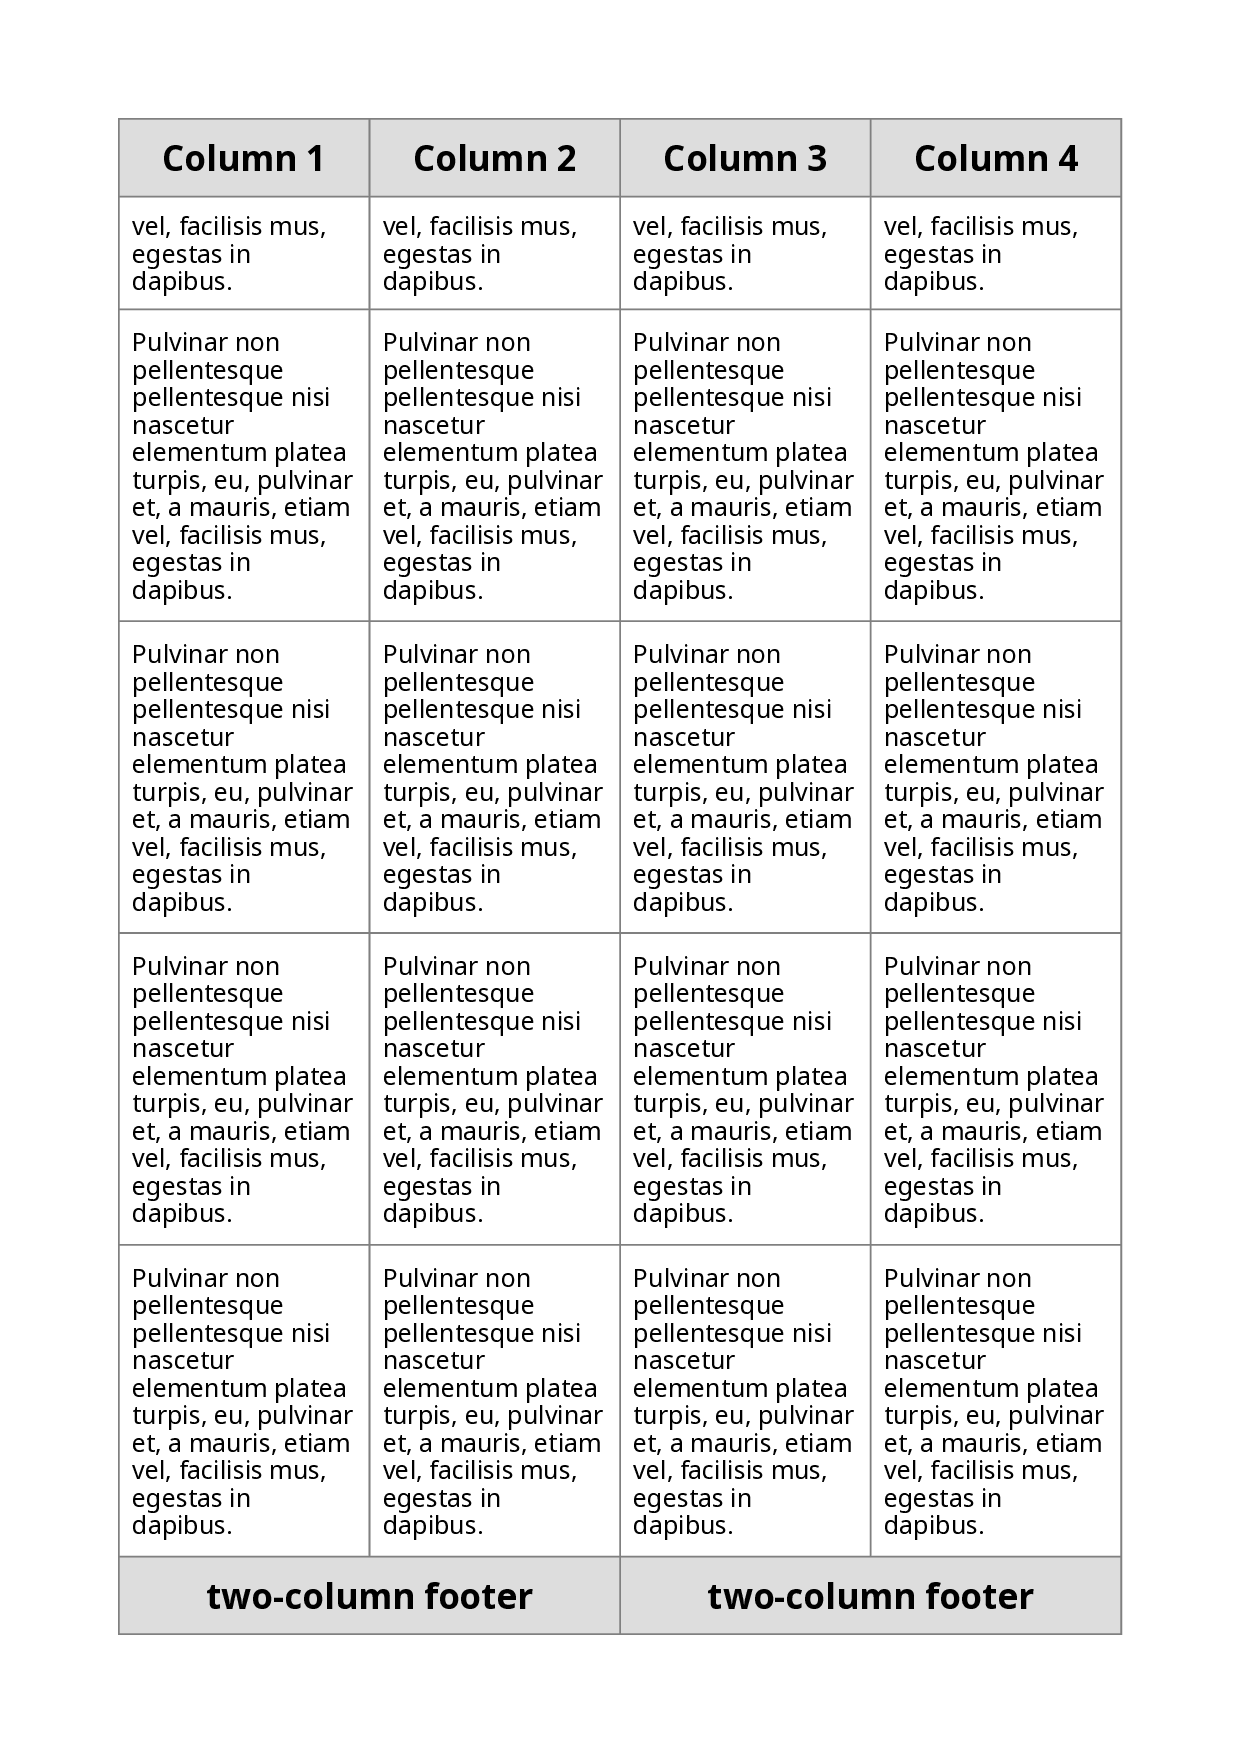 Column 1 Column 2 Column 3 Column 4
vel, facilisis mus, vel, facilisis mus, vel, facilisis mus, vel, facilisis mus,
egestas in egestas in egestas in egestas in
dapibus. dapibus. dapibus. dapibus.
Pulvinar non Pulvinar non Pulvinar non Pulvinar non
pellentesque pellentesque pellentesque pellentesque
pellentesque nisi pellentesque nisi pellentesque nisi pellentesque nisi
nascetur nascetur nascetur nascetur
elementum platea elementum platea elementum platea elementum platea
turpis, eu, pulvinar turpis, eu, pulvinar turpis, eu, pulvinar turpis, eu, pulvinar
et, a mauris, etiam et, a mauris, etiam et, a mauris, etiam et, a mauris, etiam
vel, facilisis mus, vel, facilisis mus, vel, facilisis mus, vel, facilisis mus,
egestas in egestas in egestas in egestas in
dapibus. dapibus. dapibus. dapibus.
Pulvinar non Pulvinar non Pulvinar non Pulvinar non
pellentesque pellentesque pellentesque pellentesque
pellentesque nisi pellentesque nisi pellentesque nisi pellentesque nisi
nascetur nascetur nascetur nascetur
elementum platea elementum platea elementum platea elementum platea
turpis, eu, pulvinar turpis, eu, pulvinar turpis, eu, pulvinar turpis, eu, pulvinar
et, a mauris, etiam et, a mauris, etiam et, a mauris, etiam et, a mauris, etiam
vel, facilisis mus, vel, facilisis mus, vel, facilisis mus, vel, facilisis mus,
egestas in egestas in egestas in egestas in
dapibus. dapibus. dapibus. dapibus.
Pulvinar non Pulvinar non Pulvinar non Pulvinar non
pellentesque pellentesque pellentesque pellentesque
pellentesque nisi pellentesque nisi pellentesque nisi pellentesque nisi
nascetur nascetur nascetur nascetur
elementum platea elementum platea elementum platea elementum platea
turpis, eu, pulvinar turpis, eu, pulvinar turpis, eu, pulvinar turpis, eu, pulvinar
et, a mauris, etiam et, a mauris, etiam et, a mauris, etiam et, a mauris, etiam
vel, facilisis mus, vel, facilisis mus, vel, facilisis mus, vel, facilisis mus,
egestas in egestas in egestas in egestas in
dapibus. dapibus. dapibus. dapibus.
Pulvinar non Pulvinar non Pulvinar non Pulvinar non
pellentesque pellentesque pellentesque pellentesque
pellentesque nisi pellentesque nisi pellentesque nisi pellentesque nisi
nascetur nascetur nascetur nascetur
elementum platea elementum platea elementum platea elementum platea
turpis, eu, pulvinar turpis, eu, pulvinar turpis, eu, pulvinar turpis, eu, pulvinar
et, a mauris, etiam et, a mauris, etiam et, a mauris, etiam et, a mauris, etiam
vel, facilisis mus, vel, facilisis mus, vel, facilisis mus, vel, facilisis mus,
egestas in egestas in egestas in egestas in
dapibus. dapibus. dapibus. dapibus.
two-column footer two-column footer